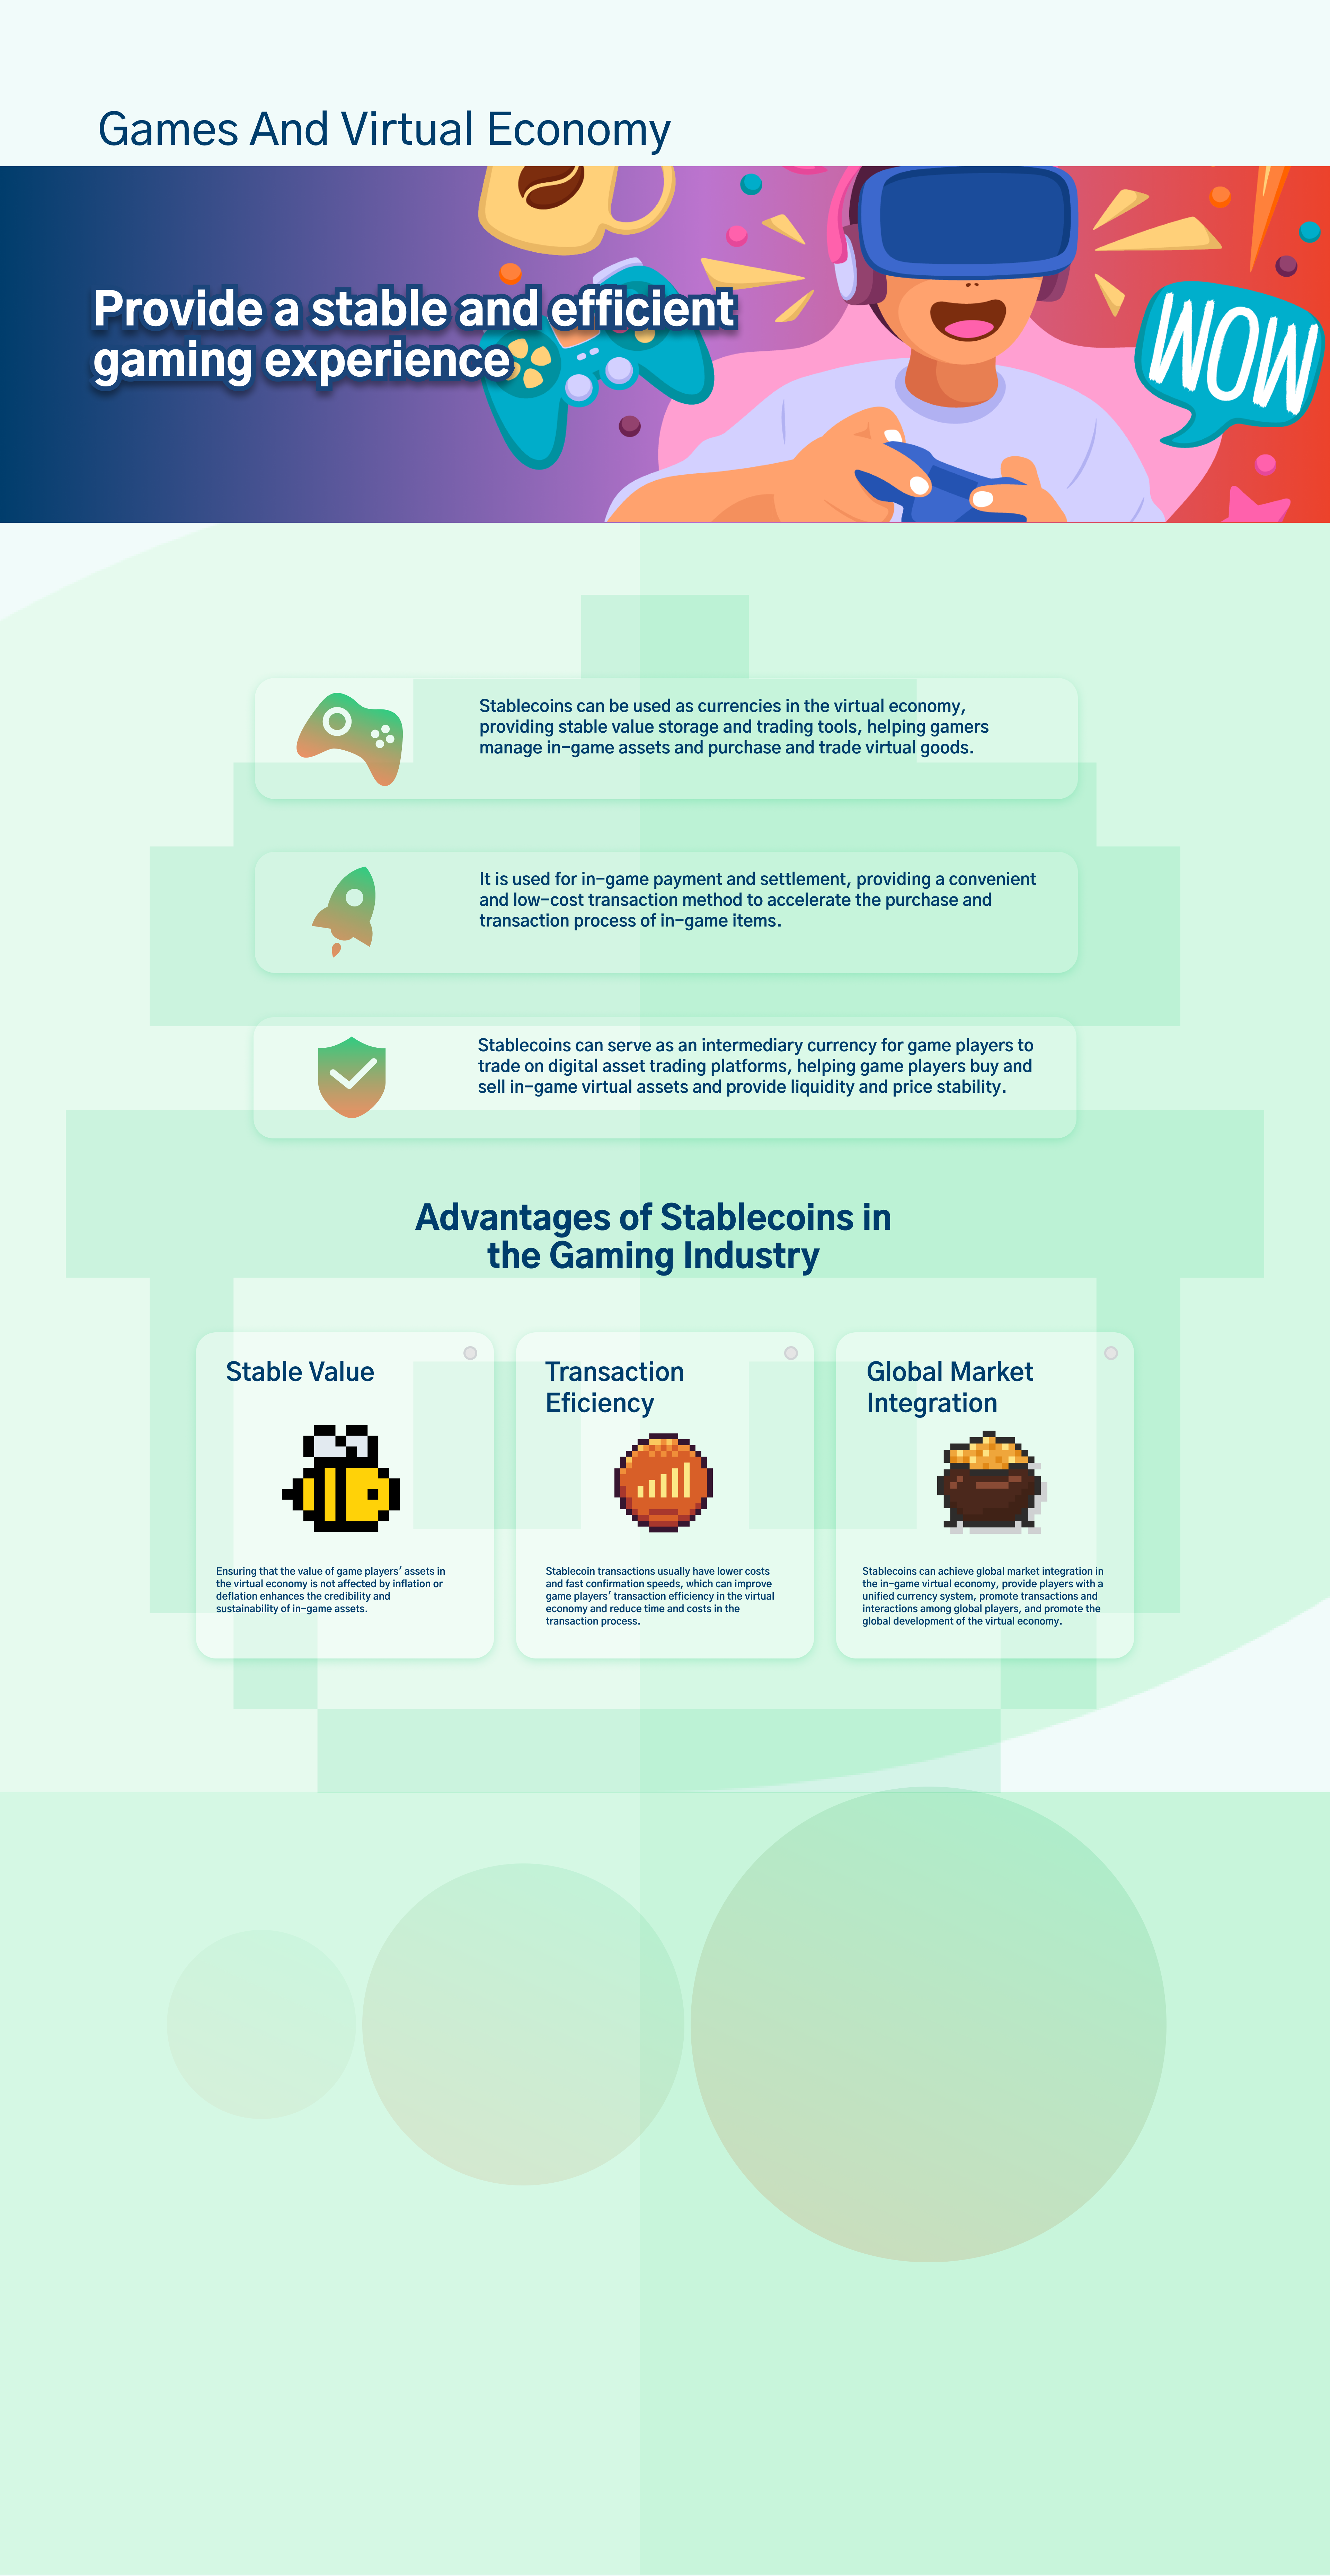 Games And Virtual Economy
Provide a stable and efficient
gaming experience
WOW
Stablecoins can be used as currencies in the virtual economy,
providing stable value storage and trading tools, helping gamers
manage in-game assets and purchase and trade virtual goods.
It is used for in-game payment and settlement, providing a convenient
and low-cost transaction method to accelerate the purchase and
transaction process of in-game items.
Stablecoins can serve as an intermediary currency for game players to
trade on digital asset trading platforms, helping game players buy and
sell in-game virtual assets and provide liquidity and price stability.
Advantages of Stablecoins in
the Gaming Industry
Stable Value
Ensuring that the value of game players' assets in
the virtual economy is not affected by inflation or
deflation enhances the credibility and
sustainability of in-game assets.
Transaction
Eficiency
Stablecoin transactions usually have lower costs
and fast confirmation speeds, which can improve
game players' transaction efficiency in the virtual
economy and reduce time and costs in the
transaction process.
Global Market
Integration
Stablecoins can achieve global market integration in
the in-game virtual economy, provide players with a
unified currency system, promote transactions and
interactions among global players, and promote the
global development of the virtual economy.